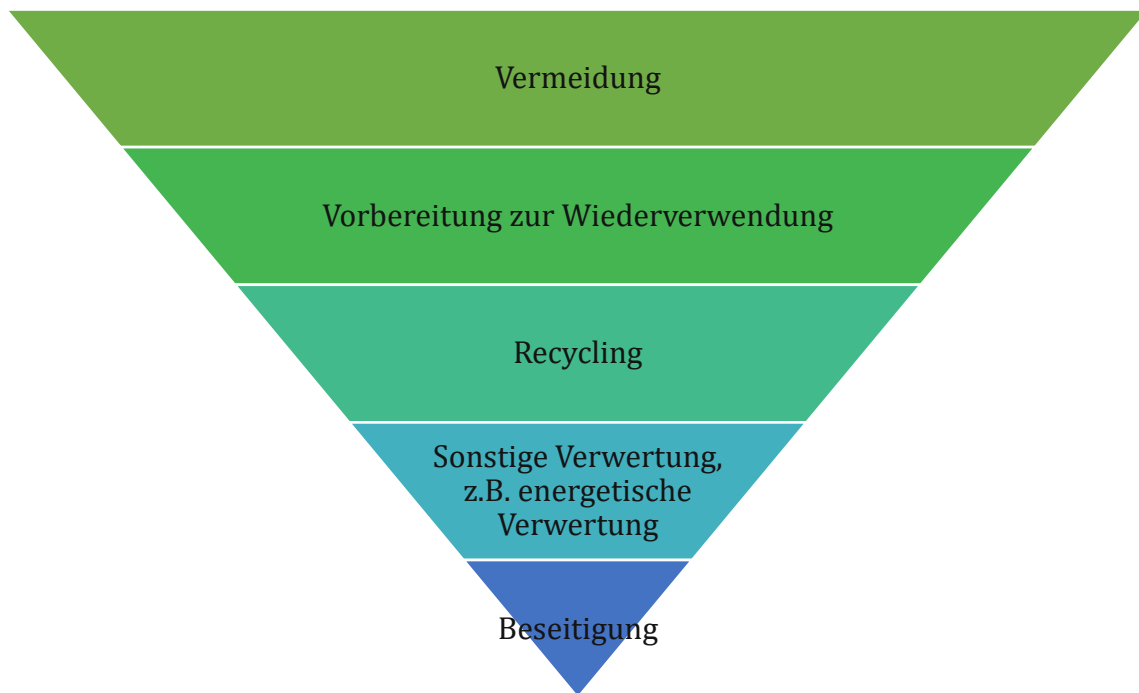 Vermeidung
Vorbereitung zur Wiederverwendung
Recycling
Sonstige Verwertung,
z.B. energetische
Verwertung
Beseitigung